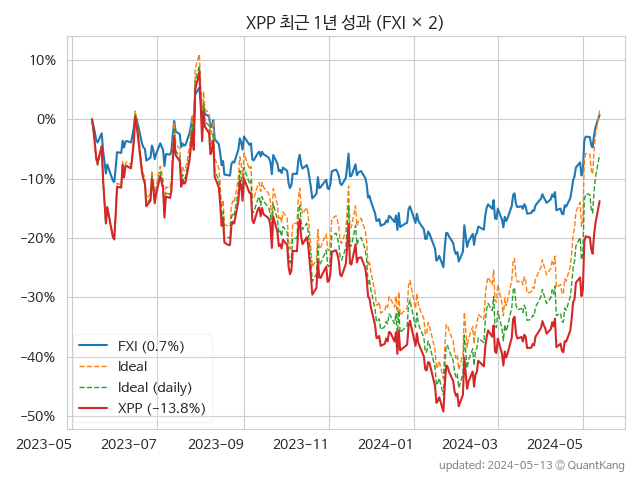 XPP 최근 1년 성과 (FXI × 2)
10%
0%
−10%
−20%
−30%
−40%
−50%
FXI (0.7%)
Ideal
Ideal (daily)
XPP (−13.8%)
2023-05
2023-07
2023-09
2023-11
2024-01
2024-03
2024-05
updated: 2024-05-13 ⓒ QuantKang